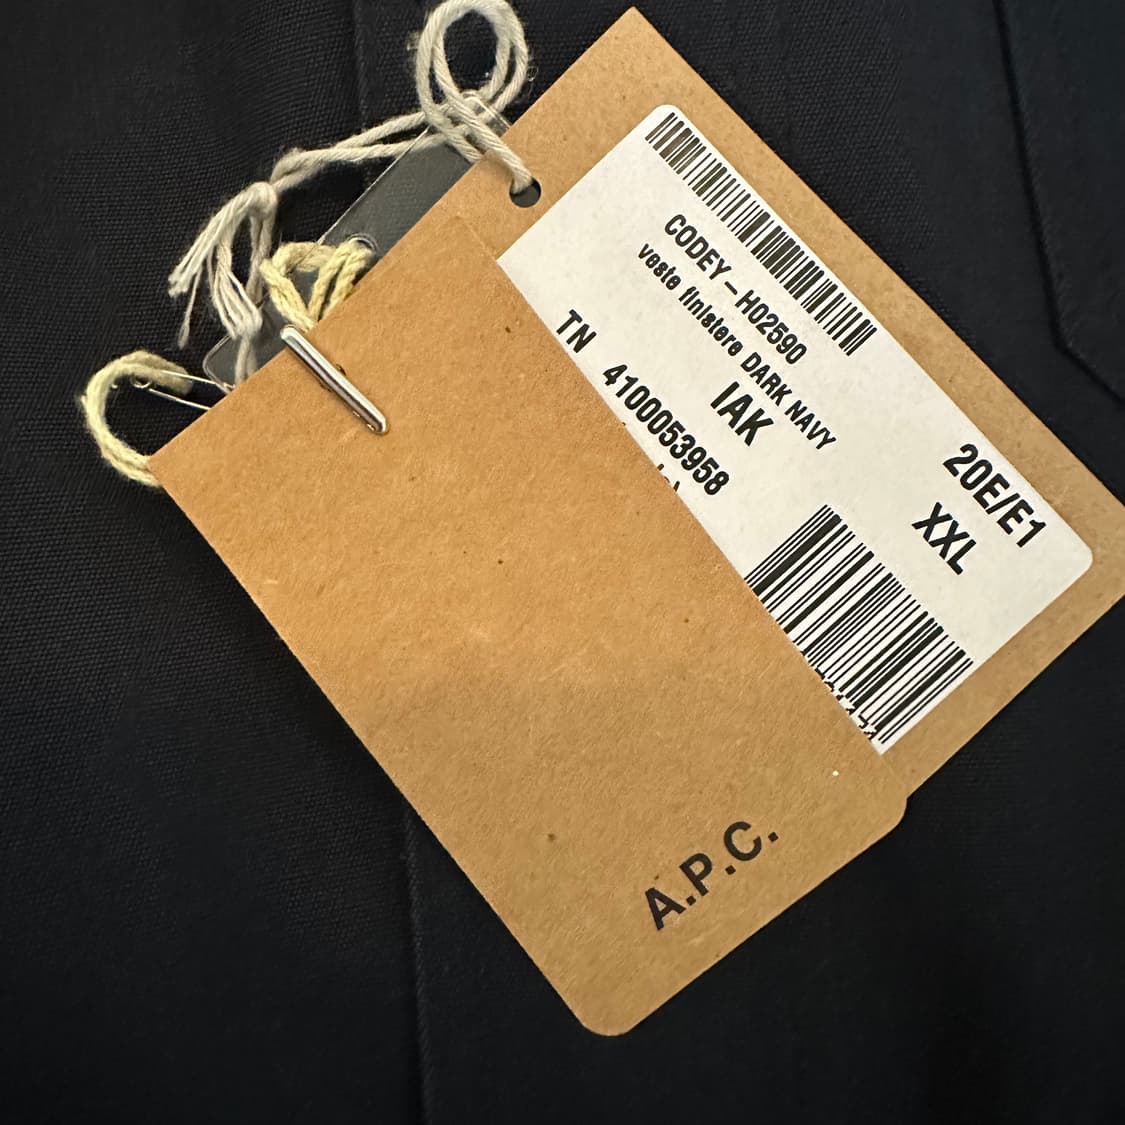 CODEY-H02590
veste finistere DARK NAVY
IAK
TN 4100053958
20E/E1
XXL
A.P.C.